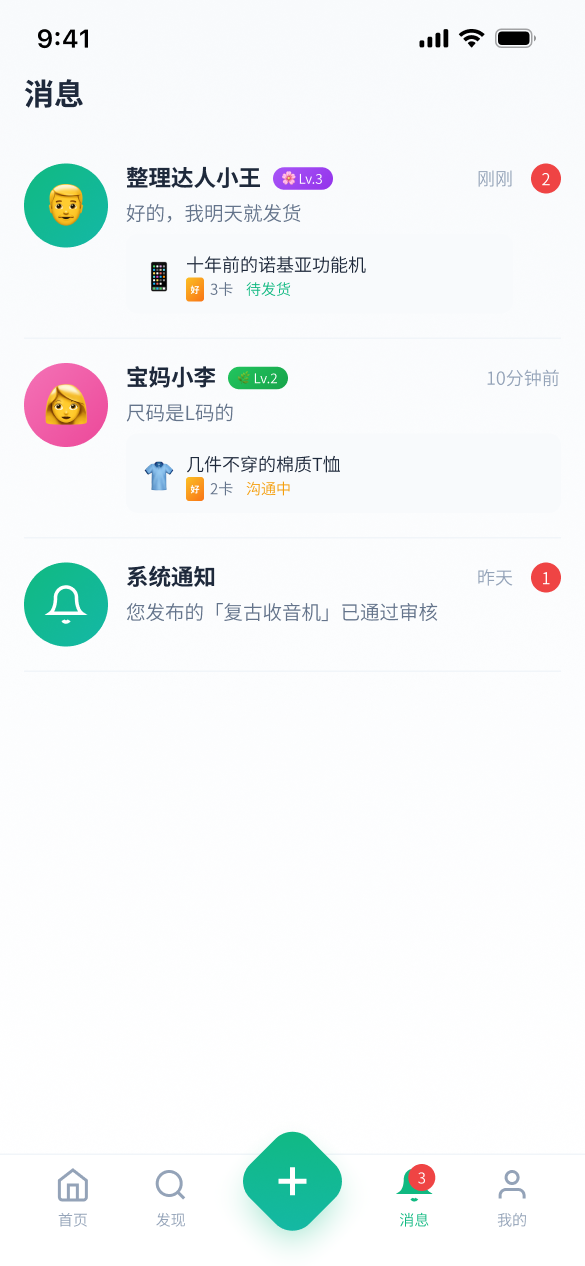 9:41
消息
整理达人小王 Lv.3 刚刚 2
好的，我明天就发货
十年前的诺基亚功能机
好 3卡 待发货
宝妈小李 Lv.2 10分钟前
尺码是L码的
几件不穿的棉质T恤
好 2卡 沟通中
系统通知 昨天 1
您发布的「复古收音机」已通过审核
3
首页 发现 消息 我的